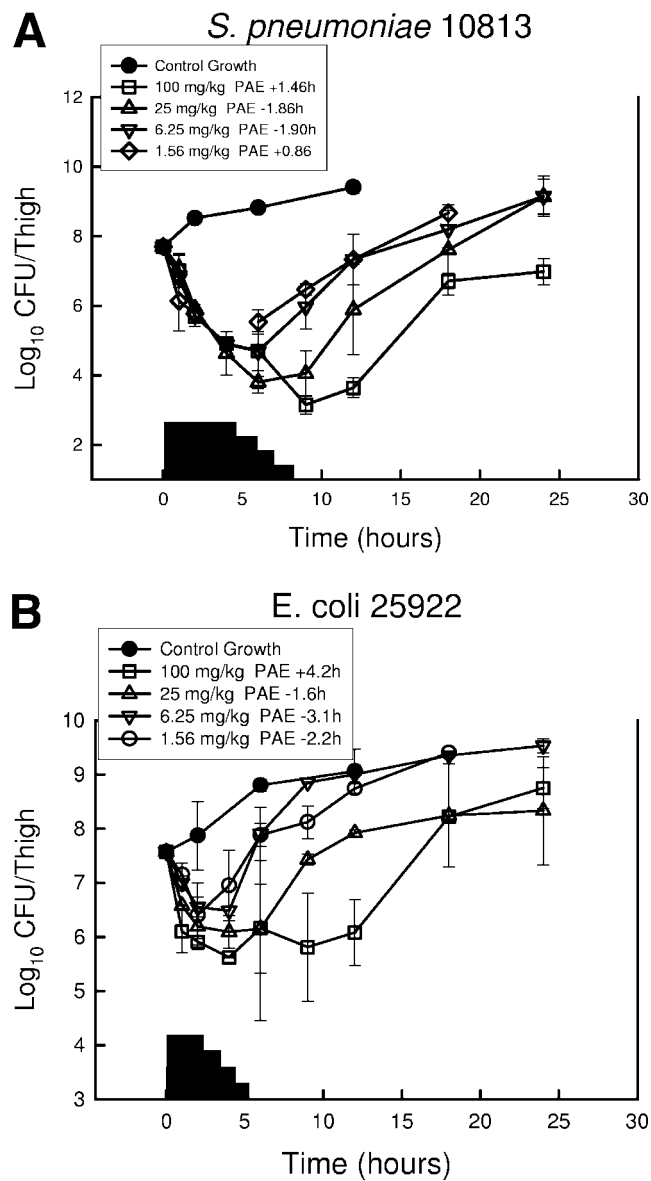 A
S. pneumoniae 10813
Control Growth
100 mg/kg PAE +1.46h
25 mg/kg PAE -1.86h
6.25 mg/kg PAE -1.90h
1.56 mg/kg PAE +0.86
12
10
8
6
4
2
Log10 CFU/Thigh
0 5 10 15 20 25 30
Time (hours)
B
E. coli 25922
Control Growth
100 mg/kg PAE +4.2h
25 mg/kg PAE -1.6h
6.25 mg/kg PAE -3.1h
1.56 mg/kg PAE -2.2h
10
9
8
7
6
5
4
3
Log10 CFU/Thigh
0 5 10 15 20 25 30
Time (hours)